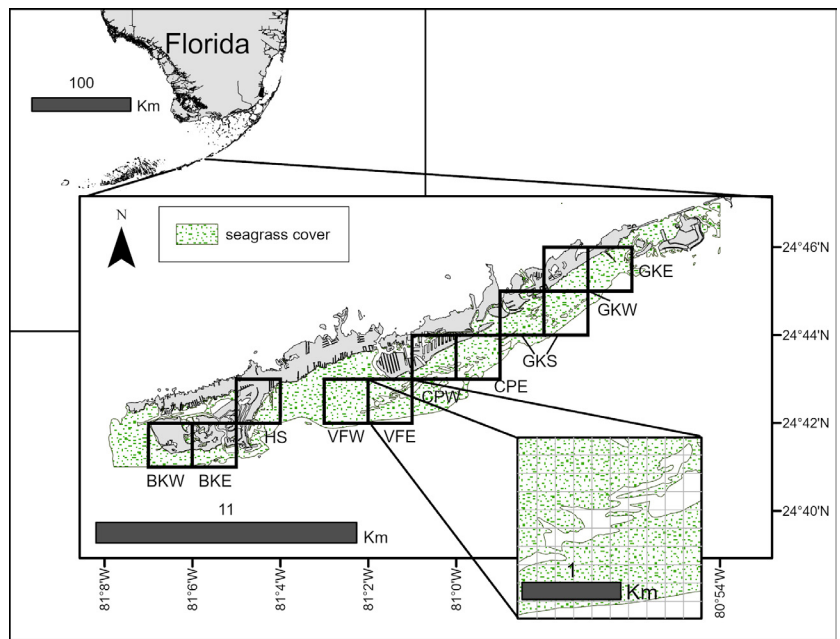 Florida
100
Km
N
seagrass cover
24°46'N
GKE
GKW
24°44'N
GKS
CPW
CPE
24°42'N
HS
VFW
VFE
BKW
BKE
24°40'N
11
Km
1
Km
81°8'W
81°6'W
81°4'W
81°2'W
81°0'W
80°54'W